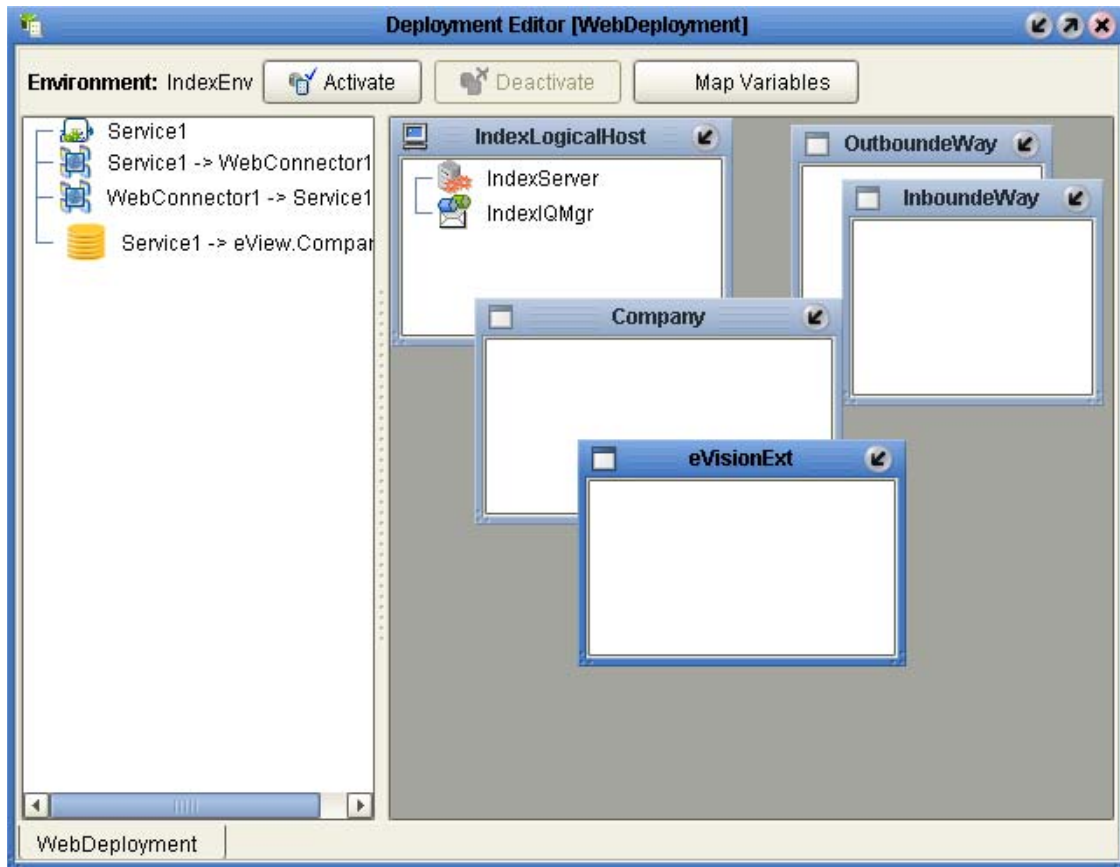 Deployment Editor [WebDeployment]
Environment: IndexEnv Activate Deactivate Map Variables
Service1
Service1 -> WebConnector1
WebConnector1 -> Service1
Service1 -> eView.Compar
IndexLogicalHost
IndexServer
IndexIQMgr
OutboundeWay
InboundeWay
Company
eVisionExt
WebDeployment